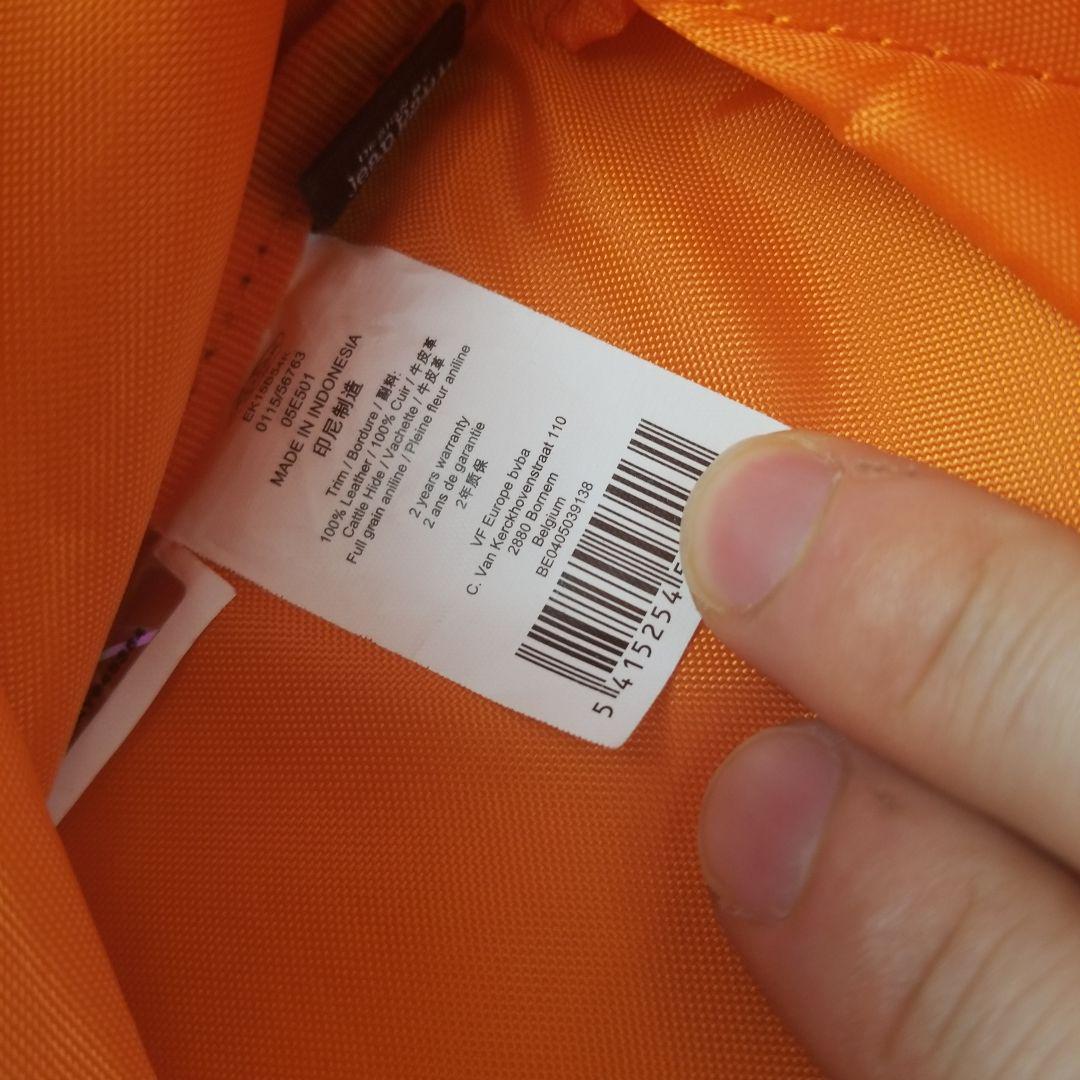 0115/56763
05E501
MADE IN INDONESIA
印尼制造
Trim / Bordure / 副料:
100% Leather / 100% Cuir / 牛皮革
Cattle Hide / Vachette / 牛皮革
Full grain aniline / Pleine fleur aniline
2 years warranty
2 ans de garantie
2年质保
VF Europe bvba
C. Van Kerckhovenstraat 110
2880 Bornem
Belgium
BE0405039138
5 415254